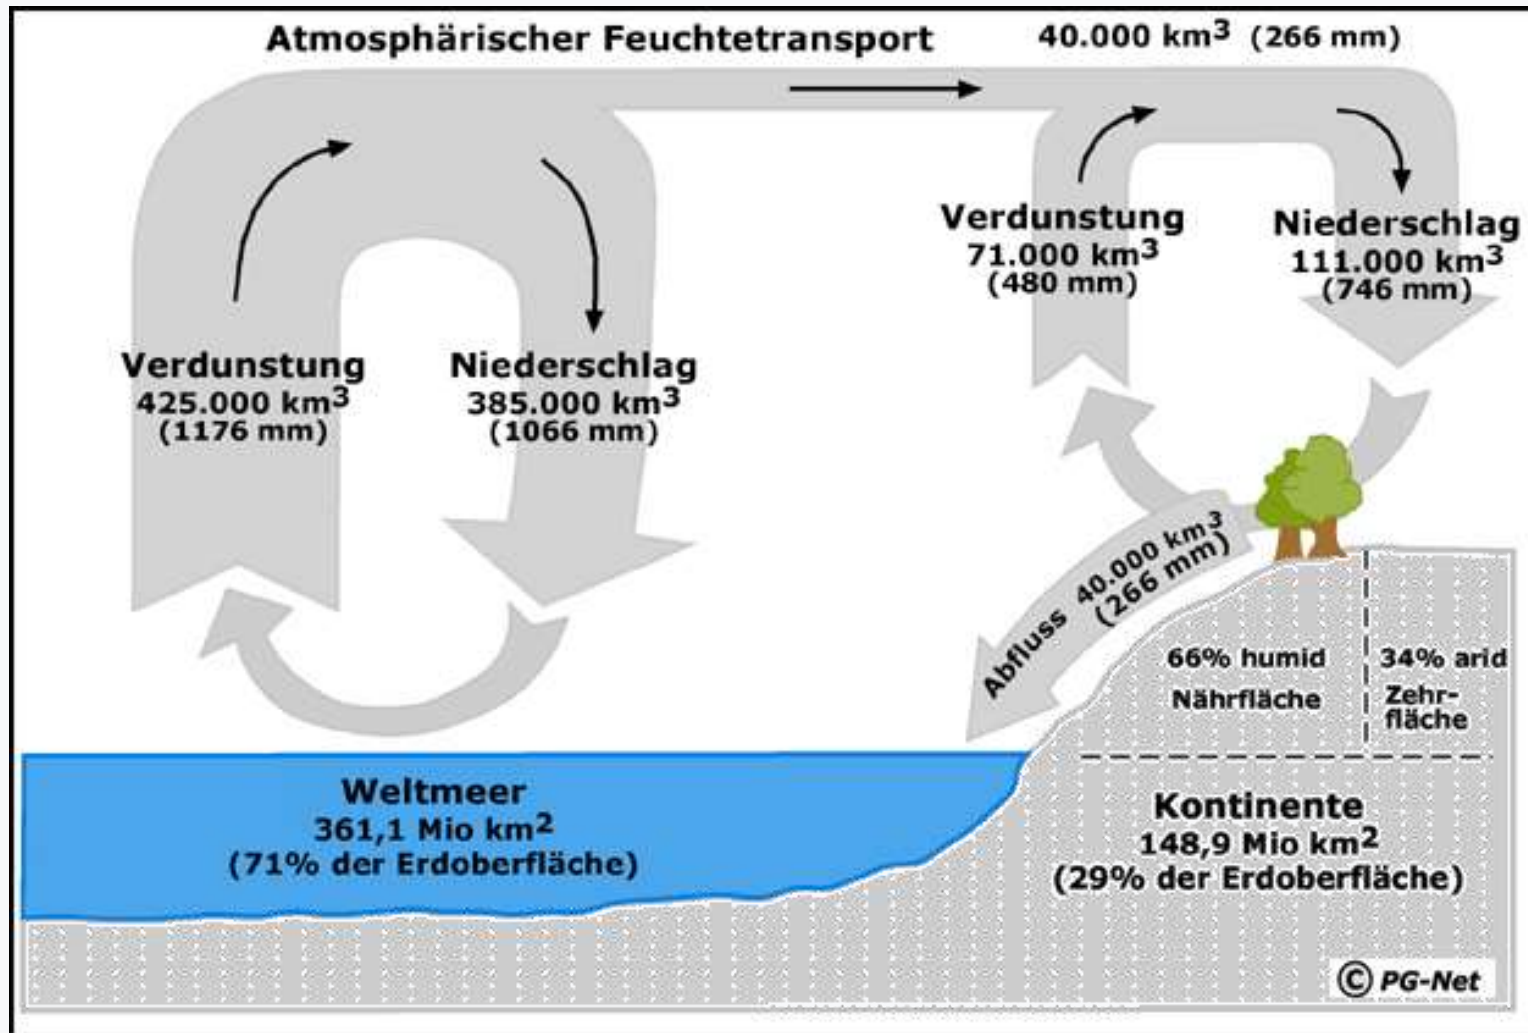 Atmosphärischer Feuchtetransport 40.000 km³ (266 mm)
Verdunstung
71.000 km³
(480 mm)
Niederschlag
111.000 km³
(746 mm)
Verdunstung
425.000 km³
(1176 mm)
Niederschlag
385.000 km³
(1066 mm)
Abfluss 40.000 km³
(266 mm)
66% humid
Nährfläche
34% arid
Zehr-
fläche
Weltmeer
361,1 Mio km²
(71% der Erdoberfläche)
Kontinente
148,9 Mio km²
(29% der Erdoberfläche)
© PG-Net